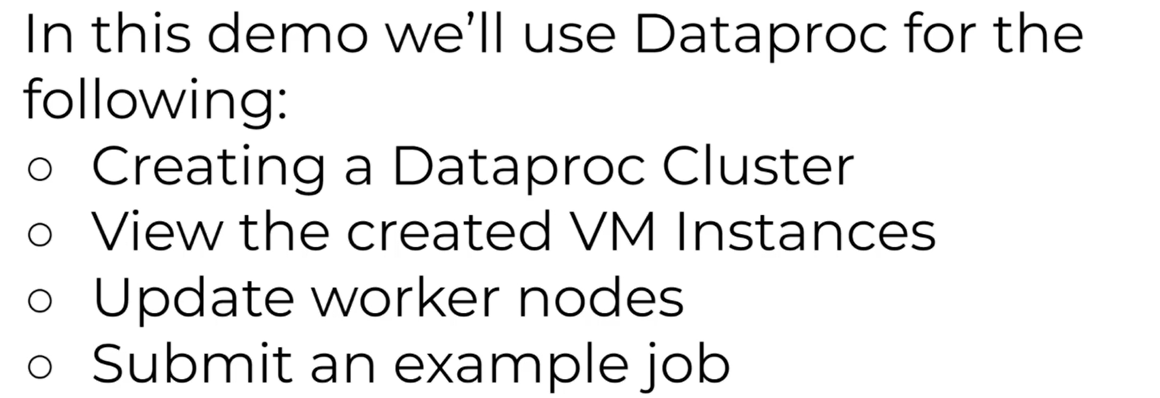 In this demo we’ll use Dataproc for the
following:
○ Creating a Dataproc Cluster
○ View the created VM Instances
○ Update worker nodes
○ Submit an example job